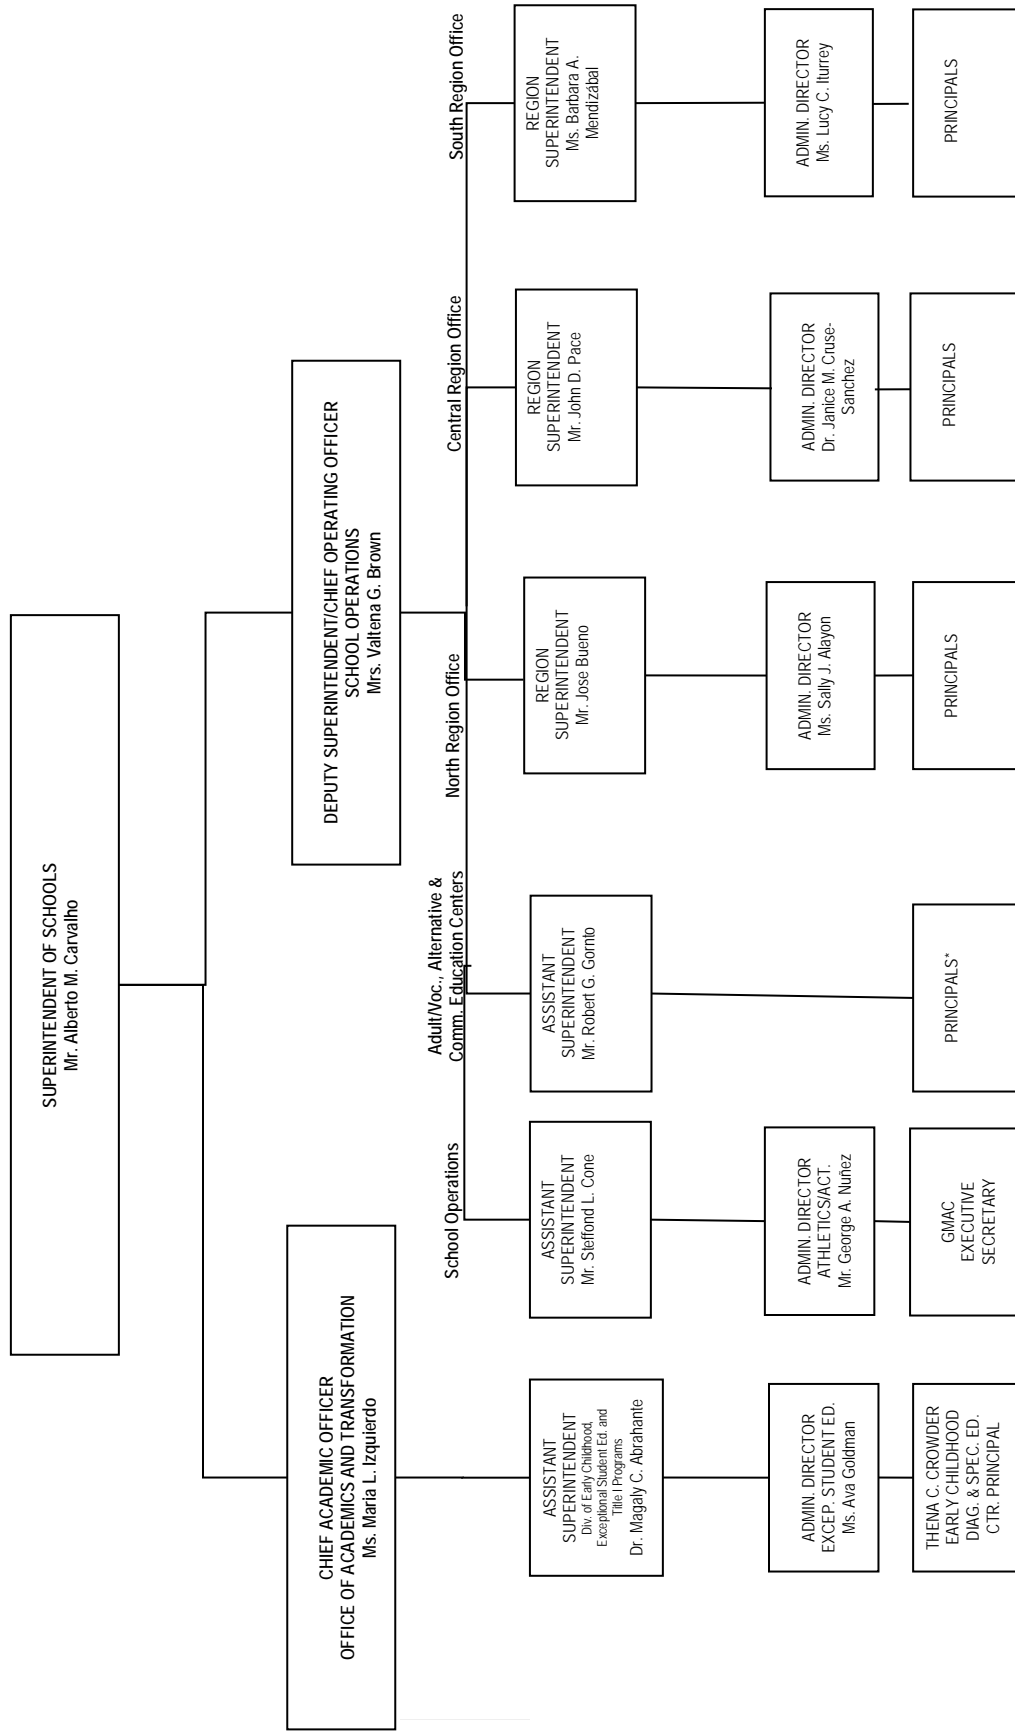 SUPERINTENDENT OF SCHOOLS
Mr. Alberto M. Carvalho
CHIEF ACADEMIC OFFICER
OFFICE OF ACADEMICS AND TRANSFORMATION
Ms. Maria L. Izquierdo
DEPUTY SUPERINTENDENT/CHIEF OPERATING OFFICER
SCHOOL OPERATIONS
Mrs. Valtena G. Brown
School Operations
Adult/Voc., Alternative &
Comm. Education Centers
North Region Office
Central Region Office
South Region Office
ASSISTANT
SUPERINTENDENT
Div. of Early Childhood,
Exceptional Student Ed. and
Title I Programs
Dr. Magaly C. Abrahante
ASSISTANT
SUPERINTENDENT
Mr. Steffond L. Cone
ASSISTANT
SUPERINTENDENT
Mr. Robert G. Gornto
REGION
SUPERINTENDENT
Mr. Jose Bueno
REGION
SUPERINTENDENT
Mr. John D. Pace
REGION
SUPERINTENDENT
Ms. Barbara A.
Mendizábal
ADMIN. DIRECTOR
EXCEP. STUDENT ED.
Ms. Ava Goldman
ADMIN. DIRECTOR
ATHLETICS/ACT.
Mr. George A. Nuñez
ADMIN. DIRECTOR
Ms. Sally J. Alayon
ADMIN. DIRECTOR
Dr. Janice M. Cruse-
Sanchez
ADMIN. DIRECTOR
Ms. Lucy C. Iturrey
THENA C. CROWDER
EARLY CHILDHOOD
DIAG. & SPEC. ED.
CTR. PRINCIPAL
GMAC
EXECUTIVE
SECRETARY
PRINCIPALS*
PRINCIPALS
PRINCIPALS
PRINCIPALS